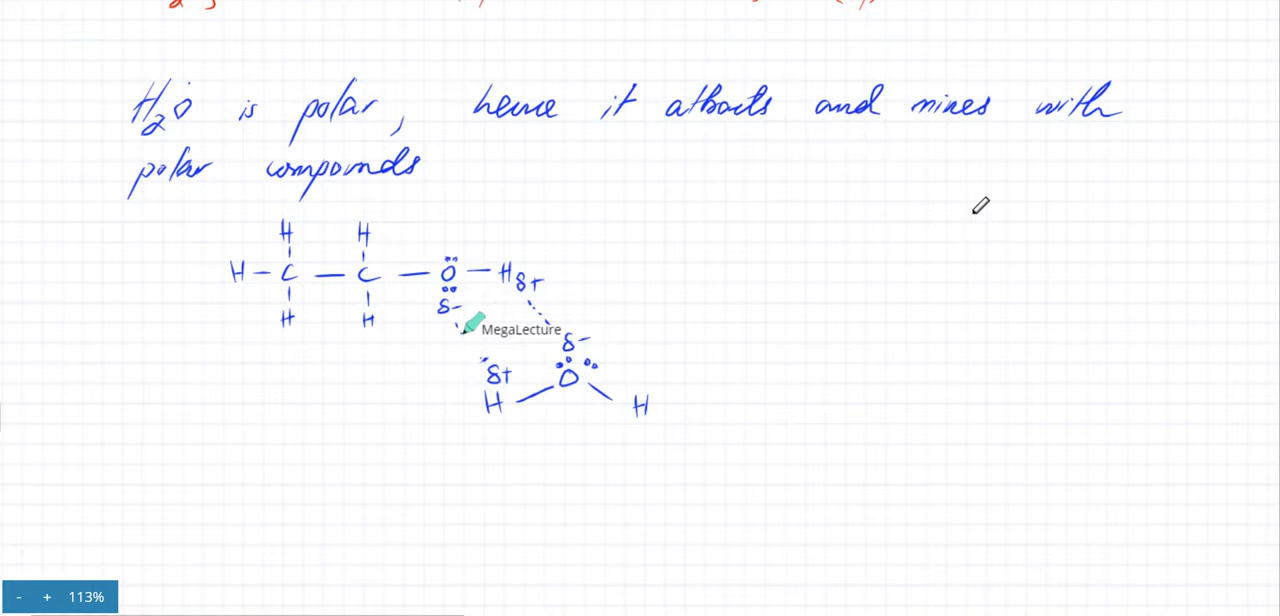 H₂O is polar, hence it attracts and mixes with
polar compounds
H H
H – C — C — Ö – H δ+
δ-
H H
MegaLecture
δ-
δ+
O
H H
- + 113%